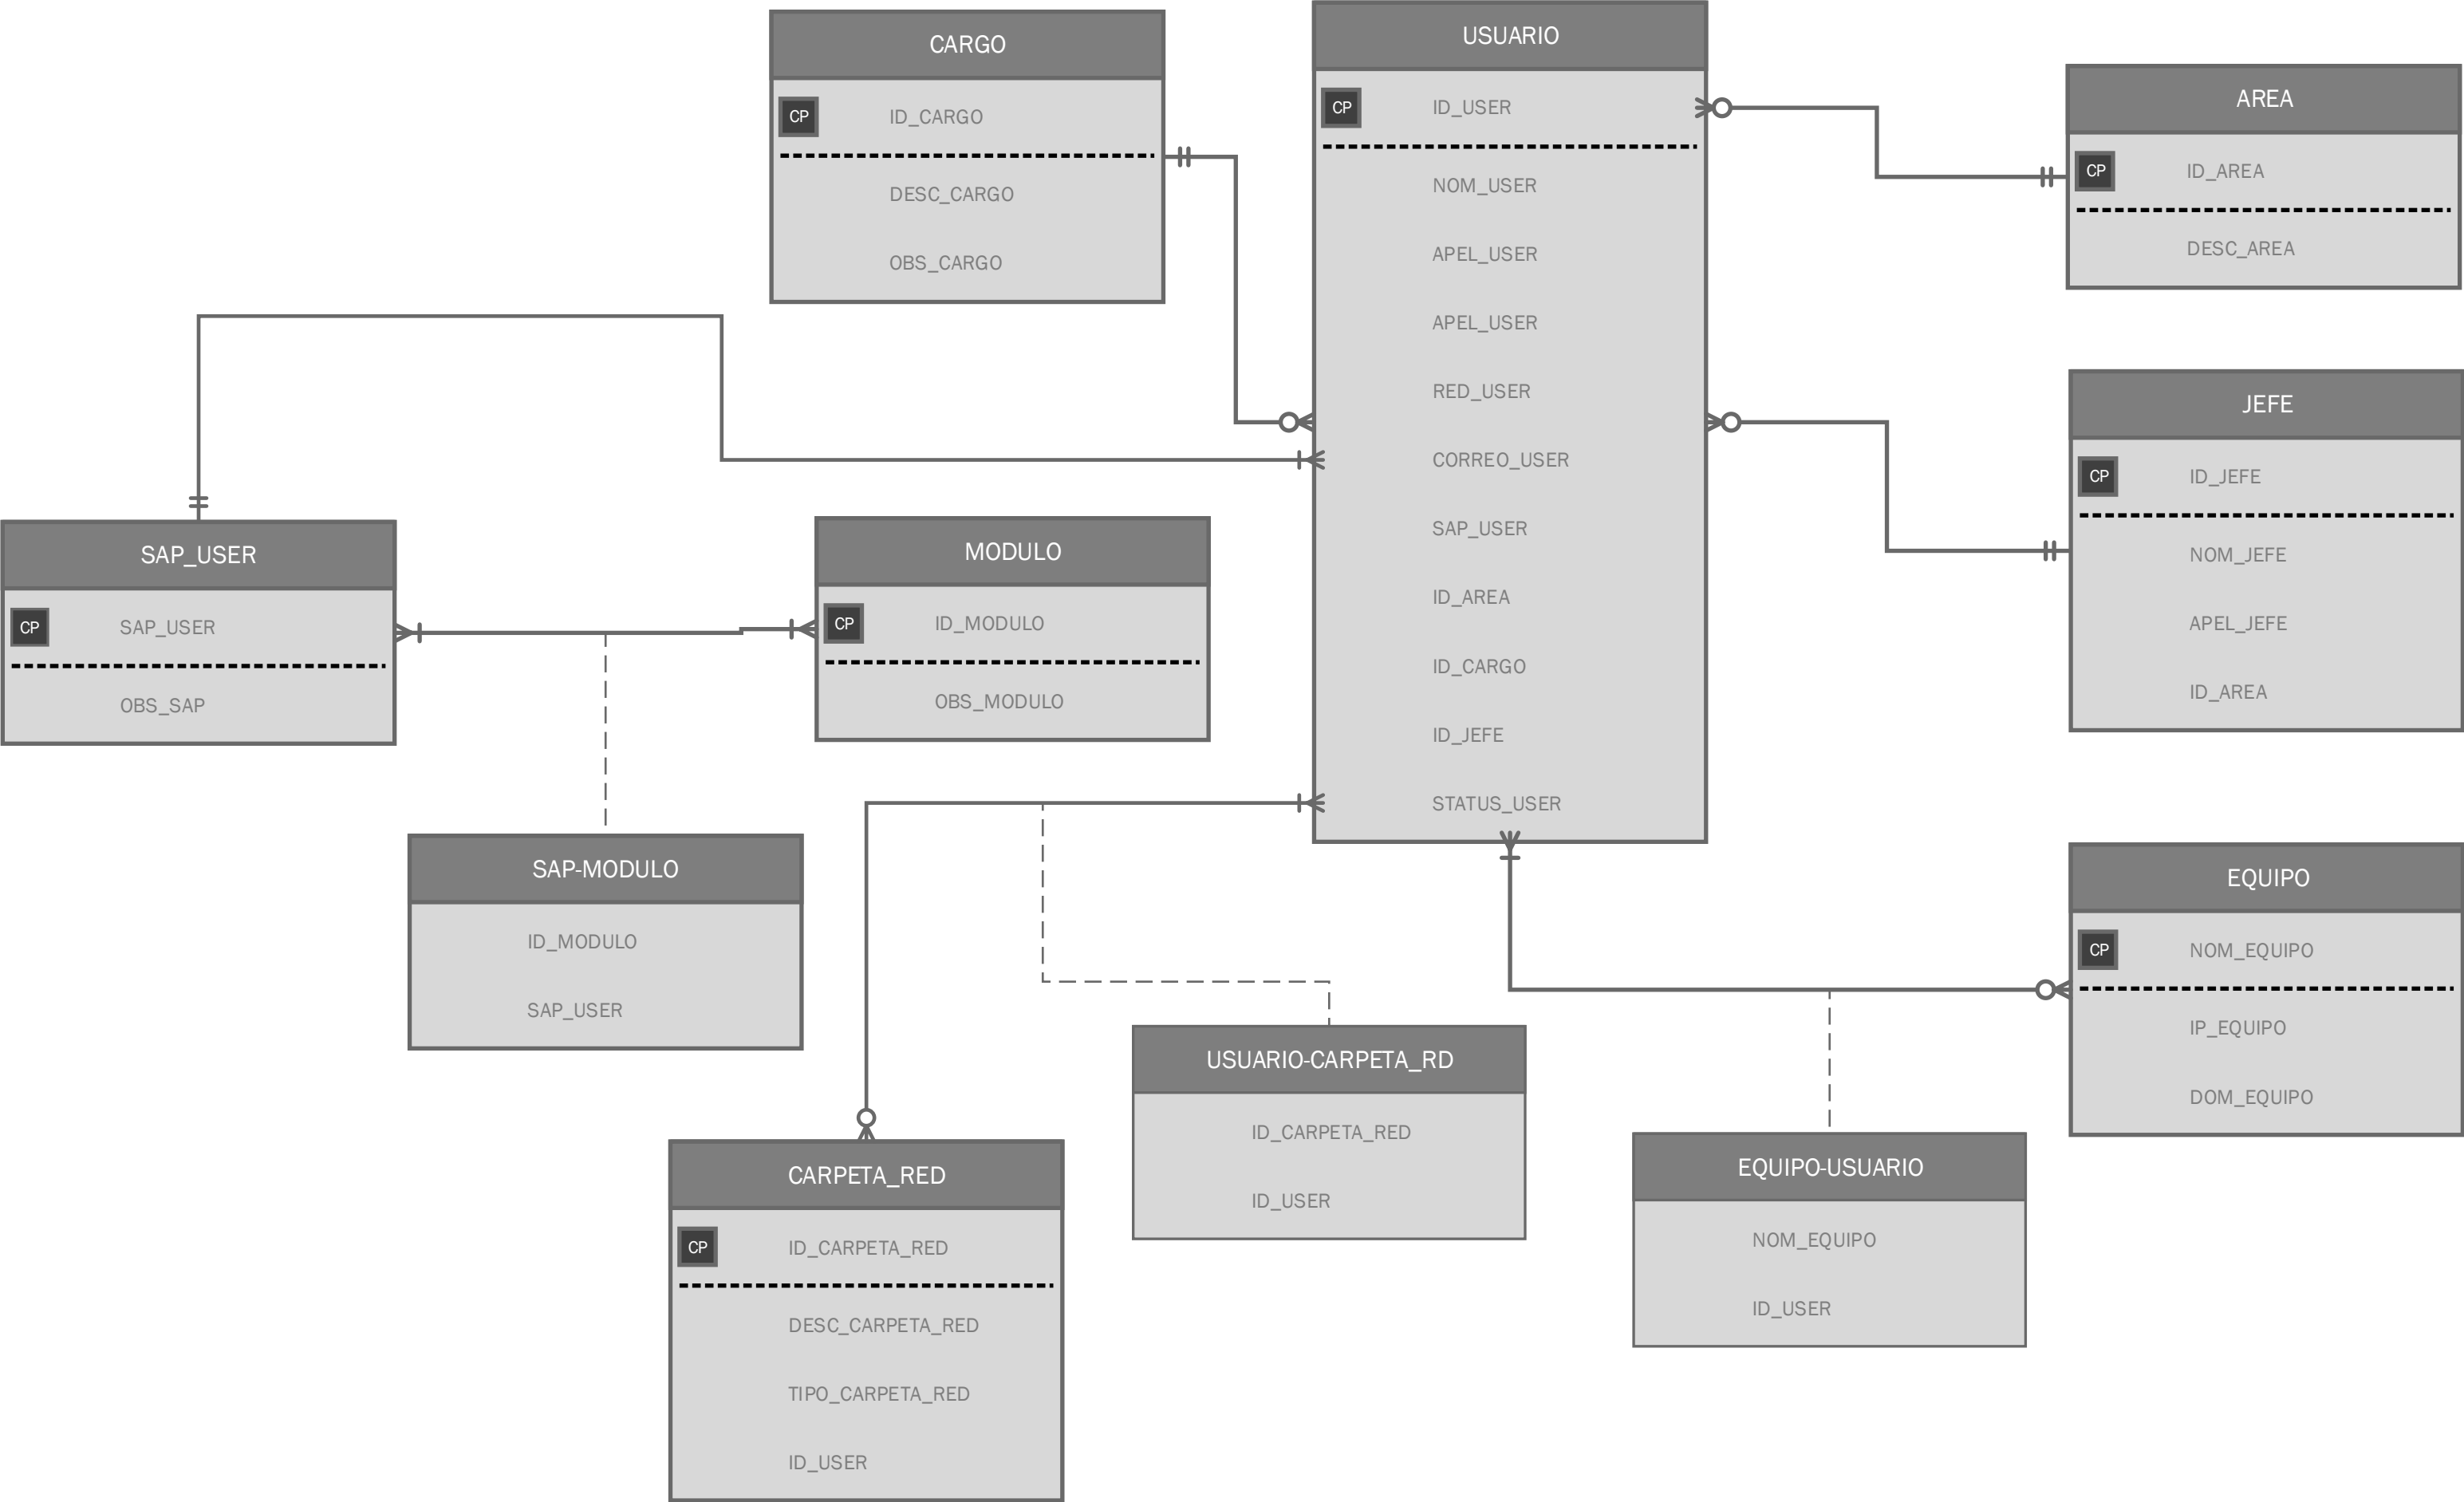 CARGO
CP ID_CARGO
DESC_CARGO
OBS_CARGO
USUARIO
CP ID_USER
NOM_USER
APEL_USER
APEL_USER
RED_USER
CORREO_USER
SAP_USER
ID_AREA
ID_CARGO
ID_JEFE
STATUS_USER
AREA
CP ID_AREA
DESC_AREA
JEFE
CP ID_JEFE
NOM_JEFE
APEL_JEFE
ID_AREA
SAP_USER
CP SAP_USER
OBS_SAP
MODULO
CP ID_MODULO
OBS_MODULO
SAP-MODULO
ID_MODULO
SAP_USER
EQUIPO
CP NOM_EQUIPO
IP_EQUIPO
DOM_EQUIPO
USUARIO-CARPETA_RD
ID_CARPETA_RED
ID_USER
EQUIPO-USUARIO
NOM_EQUIPO
ID_USER
CARPETA_RED
CP ID_CARPETA_RED
DESC_CARPETA_RED
TIPO_CARPETA_RED
ID_USER